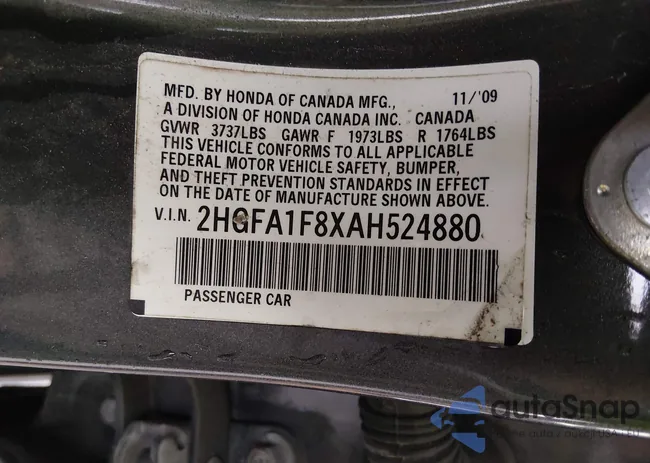 MFD. BY HONDA OF CANADA MFG., 11/'09
A DIVISION OF HONDA CANADA INC. CANADA
GVWR 3737LBS GAWR F 1973LBS R 1764LBS
THIS VEHICLE CONFORMS TO ALL APPLICABLE
FEDERAL MOTOR VEHICLE SAFETY, BUMPER,
AND THEFT PREVENTION STANDARDS IN EFFECT
ON THE DATE OF MANUFACTURE SHOWN ABOVE.
V.I.N. 2HGFA1F8XAH524880
PASSENGER CAR
autoSnap